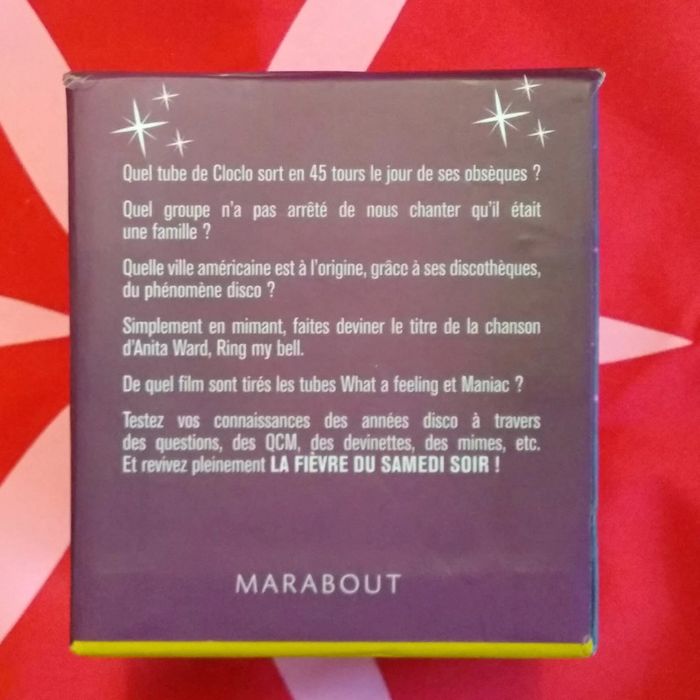 Quel tube de Cloclo sort en 45 tours le jour de ses obsèques ?
Quel groupe n'a pas arrêté de nous chanter qu'il était
une famille ?
Quelle ville américaine est à l'origine, grâce à ses discothèques,
du phénomène disco ?
Simplement en mimant, faites deviner le titre de la chanson
d'Anita Ward, Ring my bell.
De quel film sont tirés les tubes What a feeling et Maniac ?
Testez vos connaissances des années disco à travers
des questions, des QCM, des devinettes, des mimes, etc.
Et revivez pleinement LA FIÈVRE DU SAMEDI SOIR !
MARABOUT